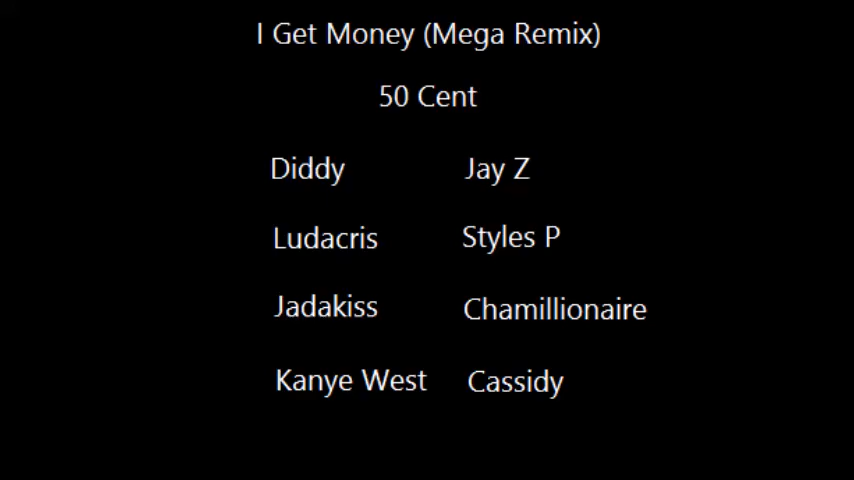 I Get Money (Mega Remix)
50 Cent
Diddy Jay Z
Ludacris Styles P
Jadakiss Chamillionaire
Kanye West Cassidy